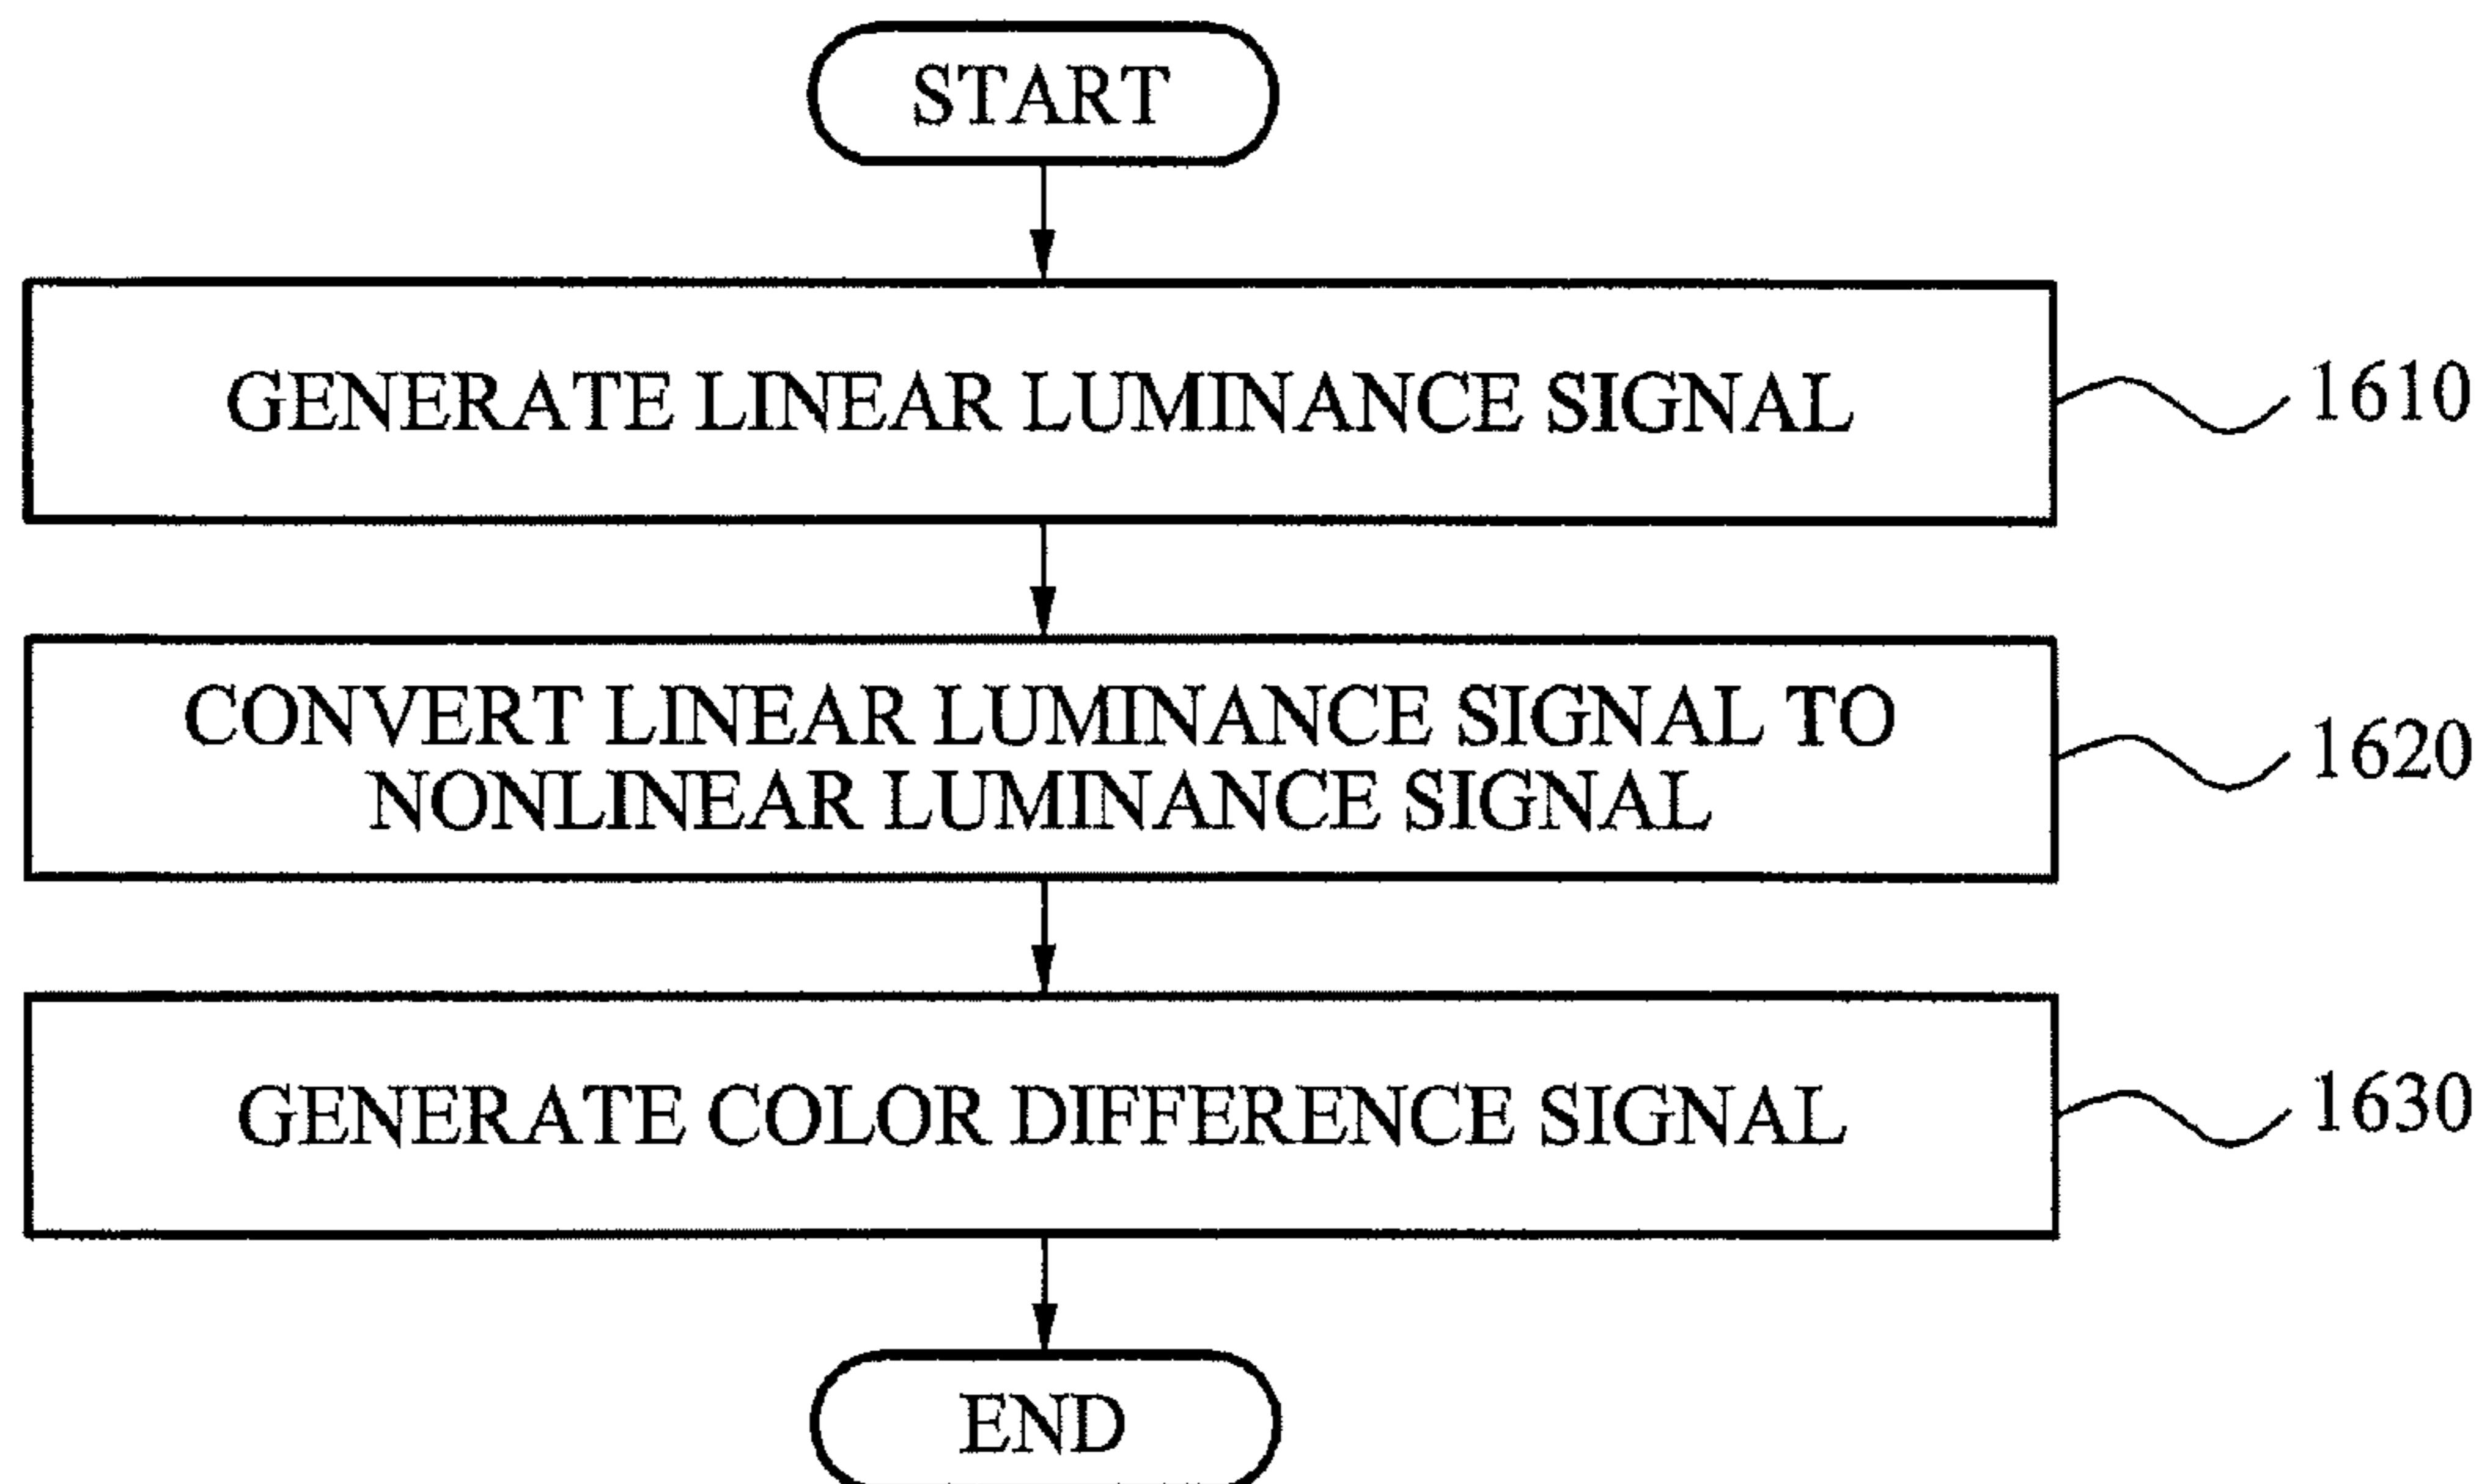 START
GENERATE LINEAR LUMINANCE SIGNAL
1610
CONVERT LINEAR LUMINANCE SIGNAL TO
NONLINEAR LUMINANCE SIGNAL
1620
GENERATE COLOR DIFFERENCE SIGNAL
1630
END